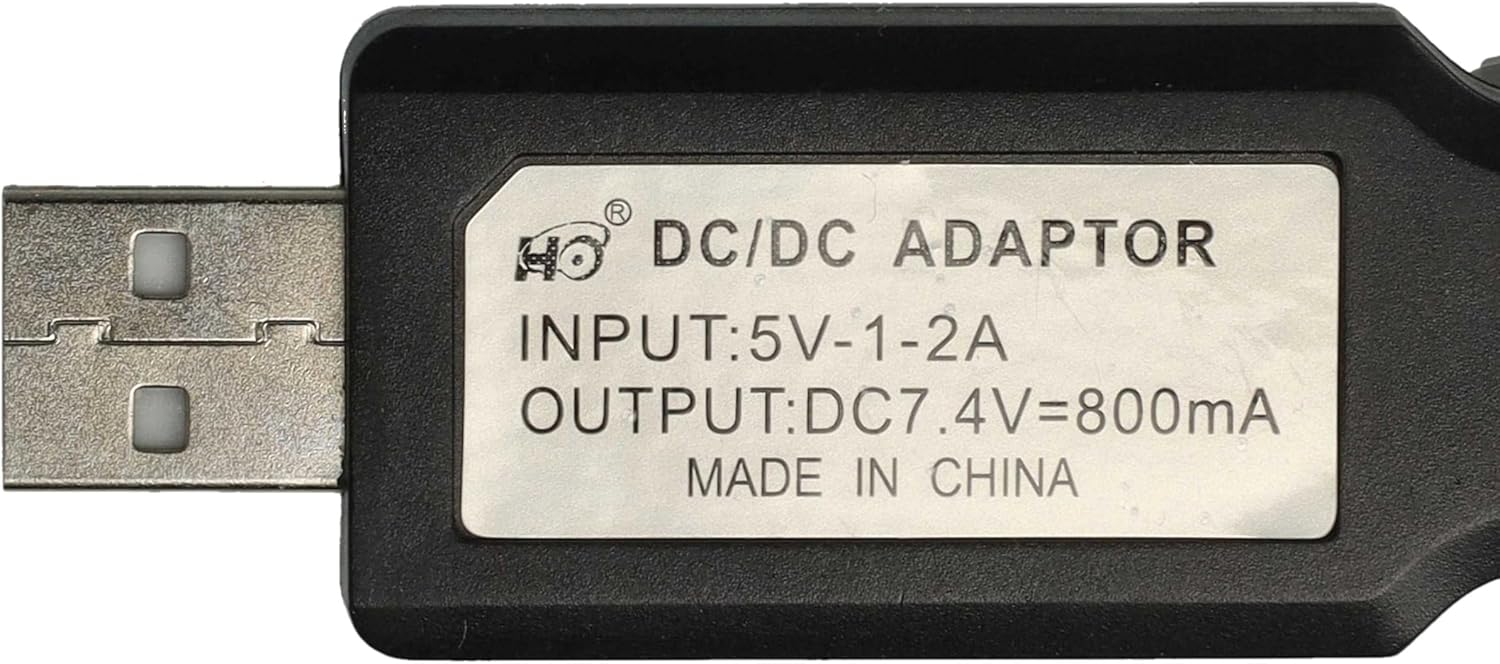 HO® DC/DC ADAPTOR
INPUT:5V-1-2A
OUTPUT:DC7.4V=800mA
MADE IN CHINA